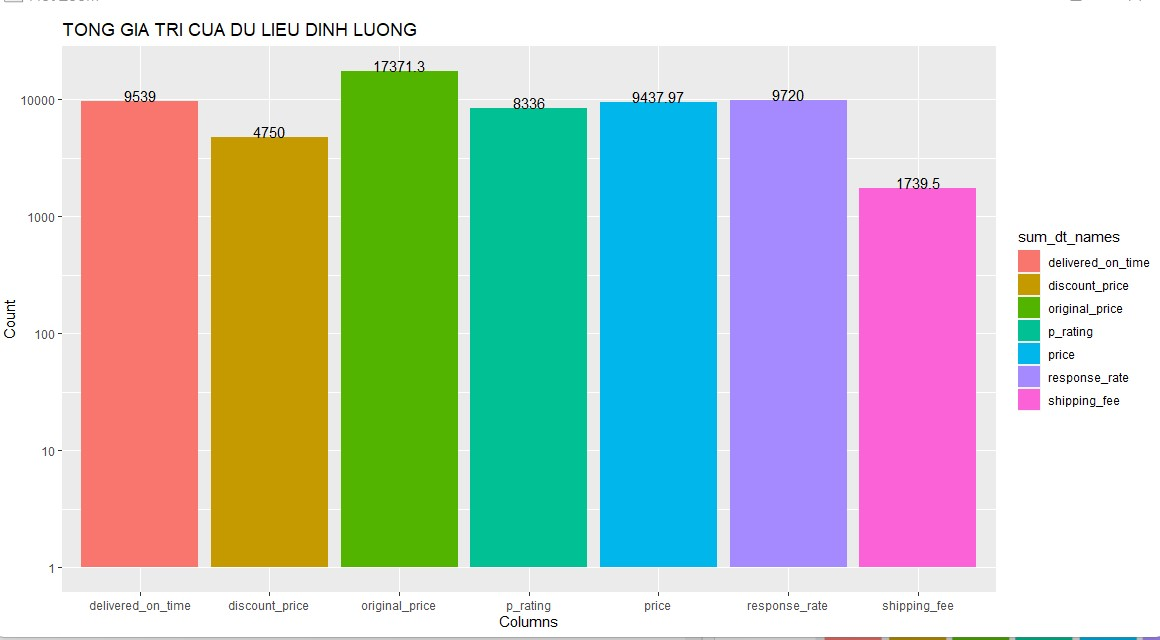 TONG GIA TRI CUA DU LIEU DINH LUONG
17371.3
10000
9539
8336
9437.97
9720
4750
1739.5
1000
100
10
1
Count
delivered_on_time
discount_price
original_price
p_rating
price
response_rate
shipping_fee
Columns
sum_dt_names
delivered_on_time
discount_price
original_price
p_rating
price
response_rate
shipping_fee